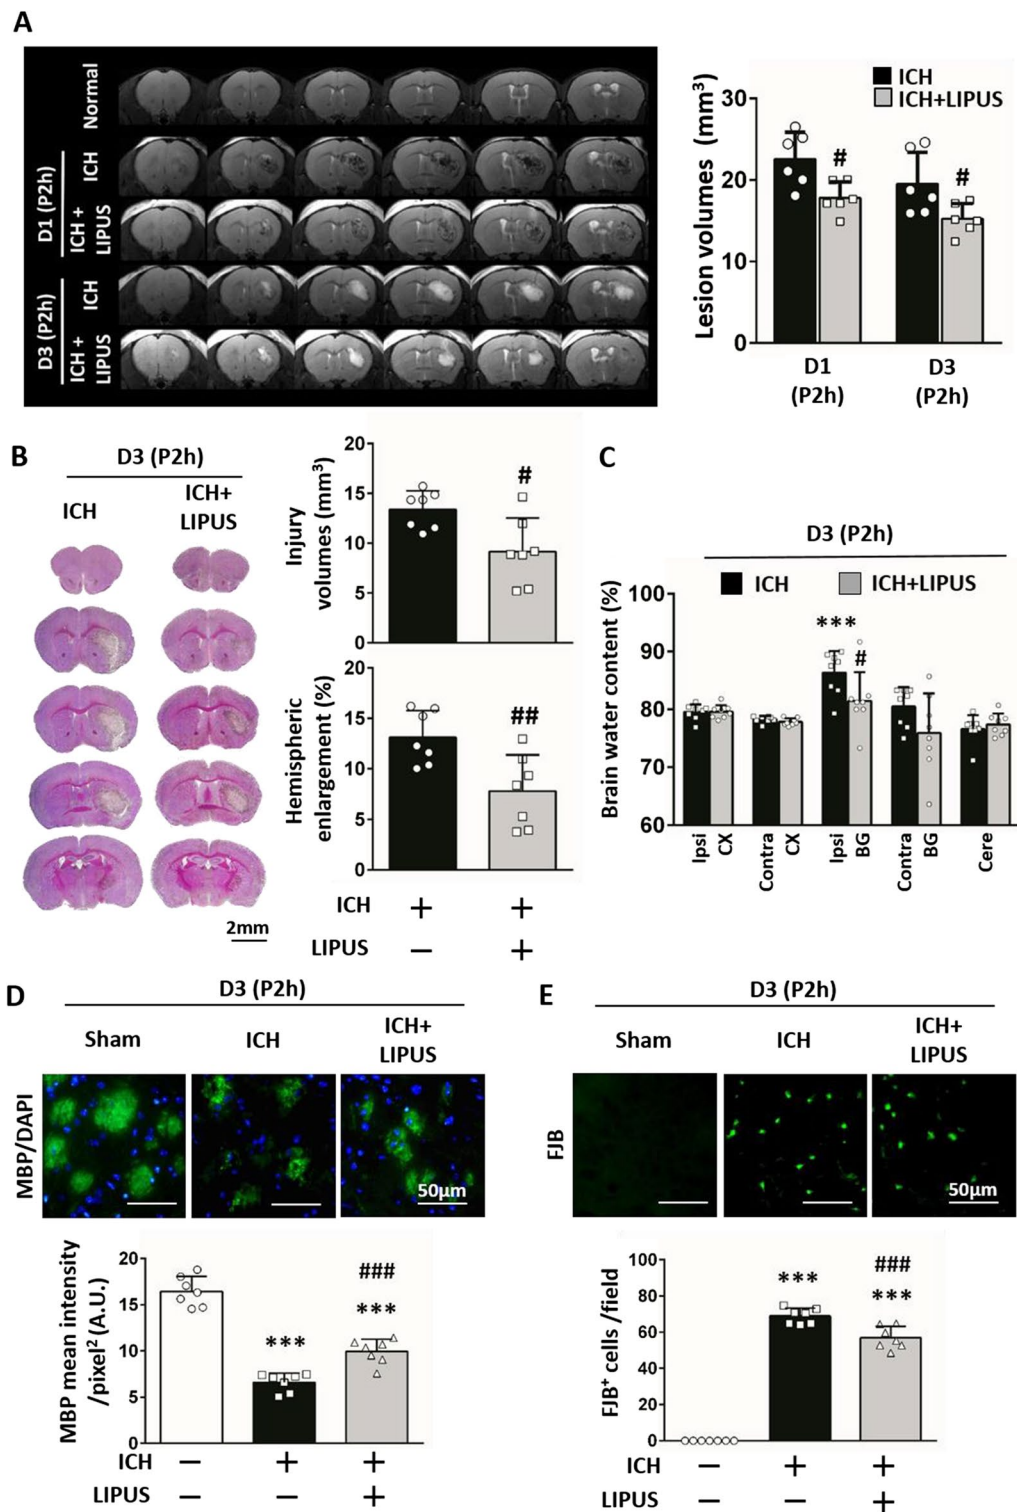 A
Normal
D1 (P2h)
ICH
ICH +
LIPUS
D3 (P2h)
ICH
ICH +
LIPUS
ICH
ICH+LIPUS
Lesion volumes (mm³)
30
20
10
0
#
#
D1
(P2h)
D3
(P2h)
B
D3 (P2h)
ICH
ICH+
LIPUS
2mm
Injury
volumes (mm³)
20
15
10
5
0
#
Hemispheric
enlargement (%)
20
15
10
5
0
##
ICH + +
LIPUS − +
C
D3 (P2h)
ICH
ICH+LIPUS
Brain water content (%)
100
90
80
70
60
***
#
Ipsi
CX
Contra
CX
Ipsi
BG
Contra
BG
Cere
D
D3 (P2h)
Sham
ICH
ICH+
LIPUS
MBP/DAPI
50μm
MBP mean intensity
/pixel² (A.U.)
20
15
10
5
0
***
###
***
ICH − + +
LIPUS − − +
E
D3 (P2h)
Sham
ICH
ICH+
LIPUS
FJB
50μm
FJB⁺ cells /field
100
80
60
40
20
0
***
###
***
ICH − + +
LIPUS − − +